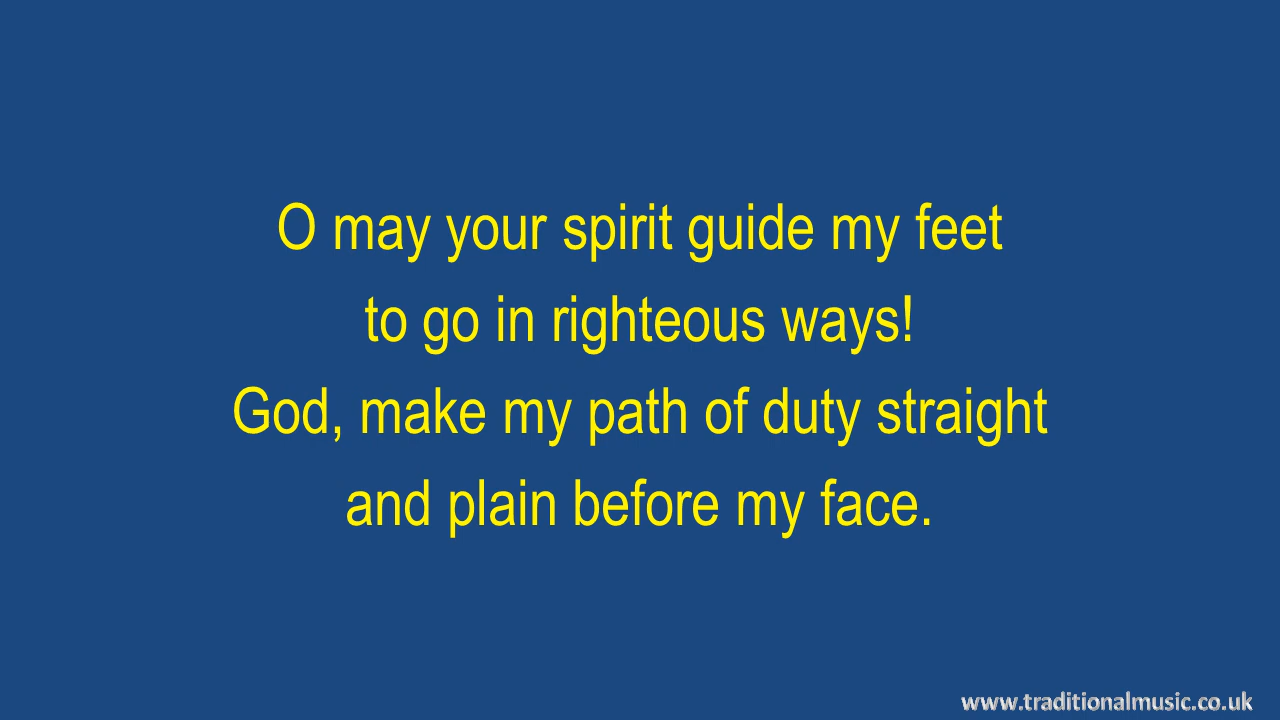 O may your spirit guide my feet
to go in righteous ways!
God, make my path of duty straight
and plain before my face.
www.traditionalmusic.co.uk